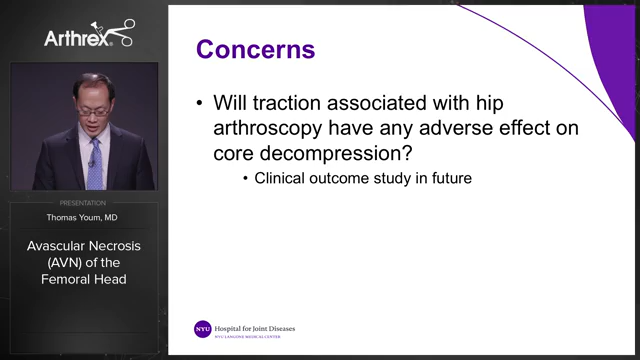 Arthrex
PRESENTATION
Thomas Youm, MD
Avascular Necrosis
(AVN) of the
Femoral Head
Concerns
• Will traction associated with hip
arthroscopy have any adverse effect on
core decompression?
• Clinical outcome study in future
NYU
Hospital for Joint Diseases
NYU LANGONE MEDICAL CENTER